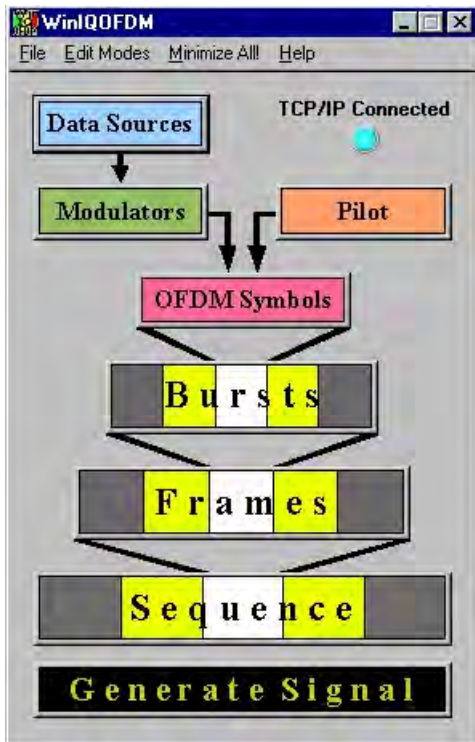 WinIQOFDM
File Edit Modes Minimize All! Help
TCP/IP Connected
Data Sources
Modulators
Pilot
OFDM Symbols
Bursts
Frames
Sequence
Generate Signal